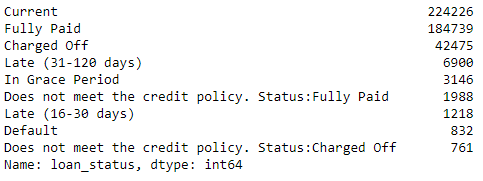 Current 224226
Fully Paid 184739
Charged Off 42475
Late (31-120 days) 6900
In Grace Period 3146
Does not meet the credit policy. Status:Fully Paid 1988
Late (16-30 days) 1218
Default 832
Does not meet the credit policy. Status:Charged Off 761
Name: loan_status, dtype: int64